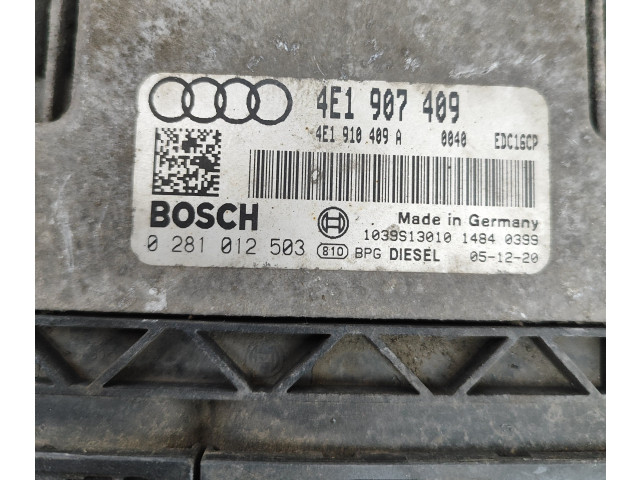 4E1 907 409
4E1 910 409 A 0040 EDC16CP
BOSCH
Made in Germany
1039S13010 1484 0399
0 281 012 503 810 BPG DIESEL 05-12-20